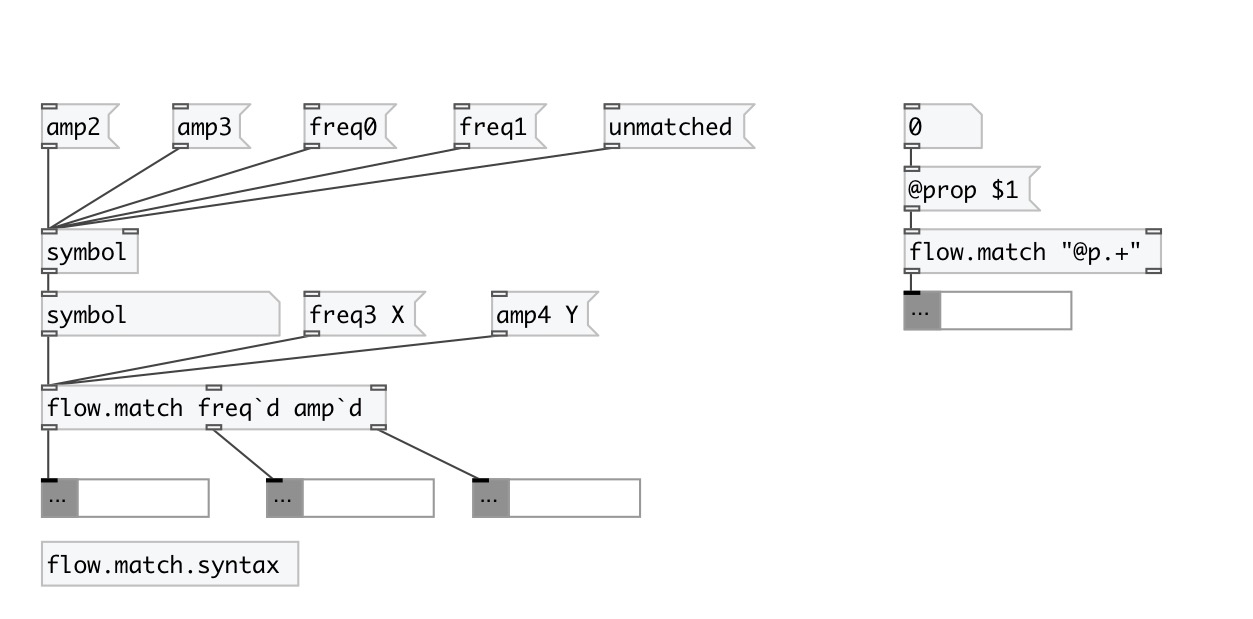 amp2
amp3
freq0
freq1
unmatched
0
@prop $1
symbol
flow.match "@p.+"
symbol
freq3 X
amp4 Y
...
flow.match freq`d amp`d
...
...
...
flow.match.syntax